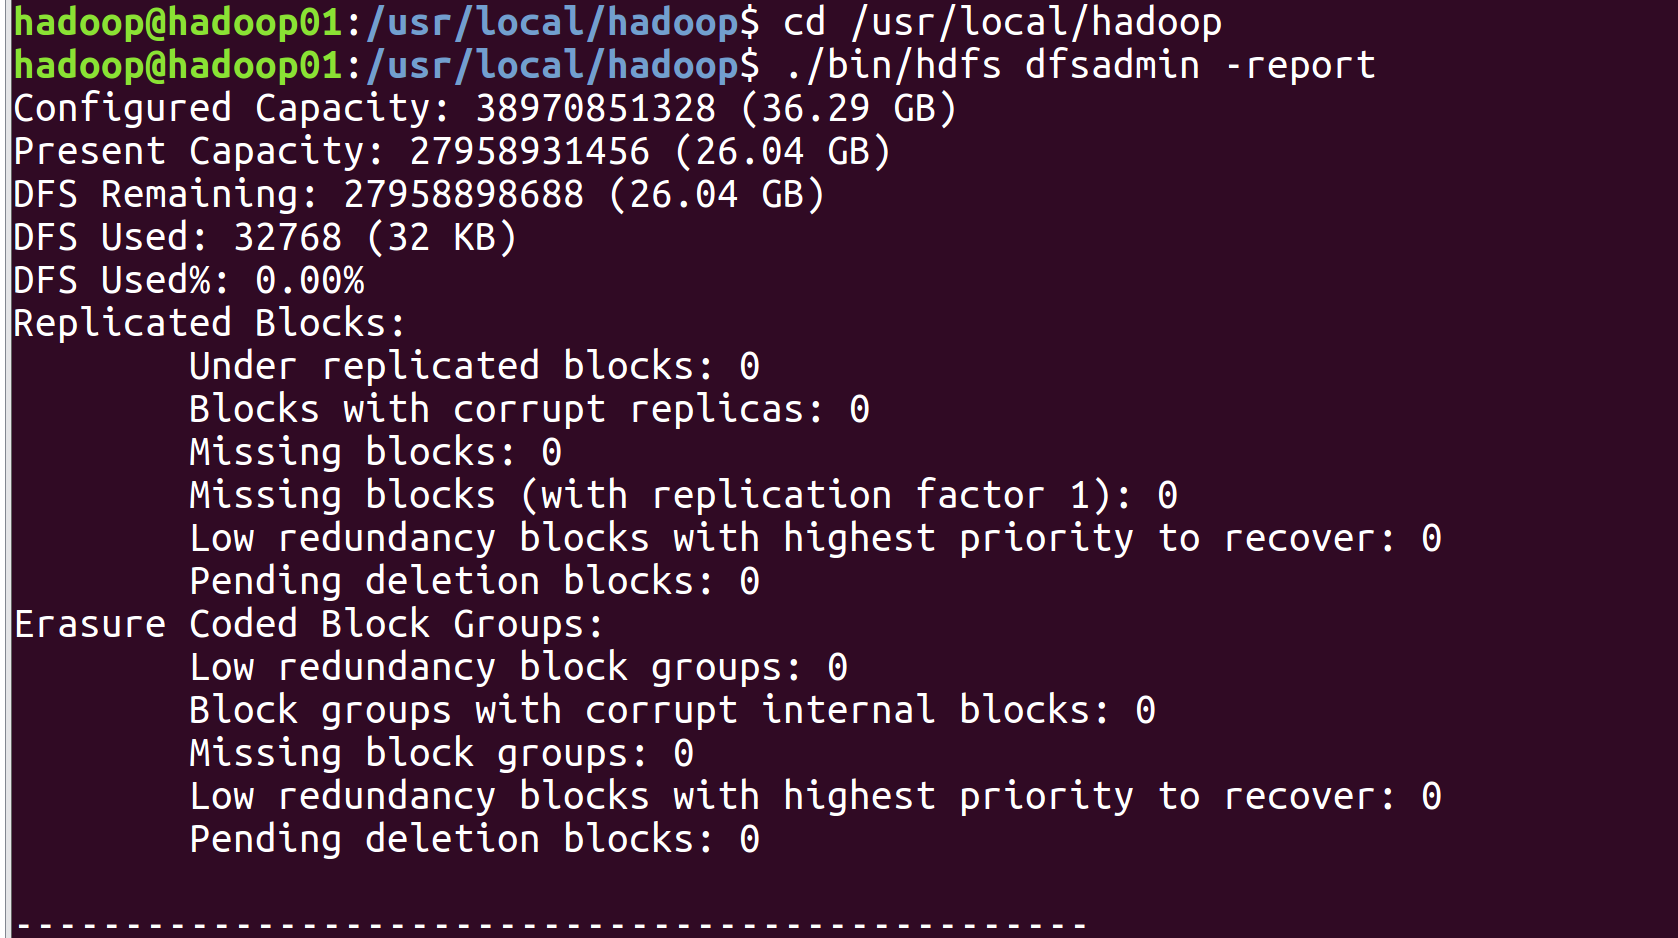 hadoop@hadoop01:/usr/local/hadoop$ cd /usr/local/hadoop
hadoop@hadoop01:/usr/local/hadoop$ ./bin/hdfs dfsadmin -report
Configured Capacity: 38970851328 (36.29 GB)
Present Capacity: 27958931456 (26.04 GB)
DFS Remaining: 27958898688 (26.04 GB)
DFS Used: 32768 (32 KB)
DFS Used%: 0.00%
Replicated Blocks:
        Under replicated blocks: 0
        Blocks with corrupt replicas: 0
        Missing blocks: 0
        Missing blocks (with replication factor 1): 0
        Low redundancy blocks with highest priority to recover: 0
        Pending deletion blocks: 0
Erasure Coded Block Groups:
        Low redundancy block groups: 0
        Block groups with corrupt internal blocks: 0
        Missing block groups: 0
        Low redundancy blocks with highest priority to recover: 0
        Pending deletion blocks: 0
-------------------------------------------------